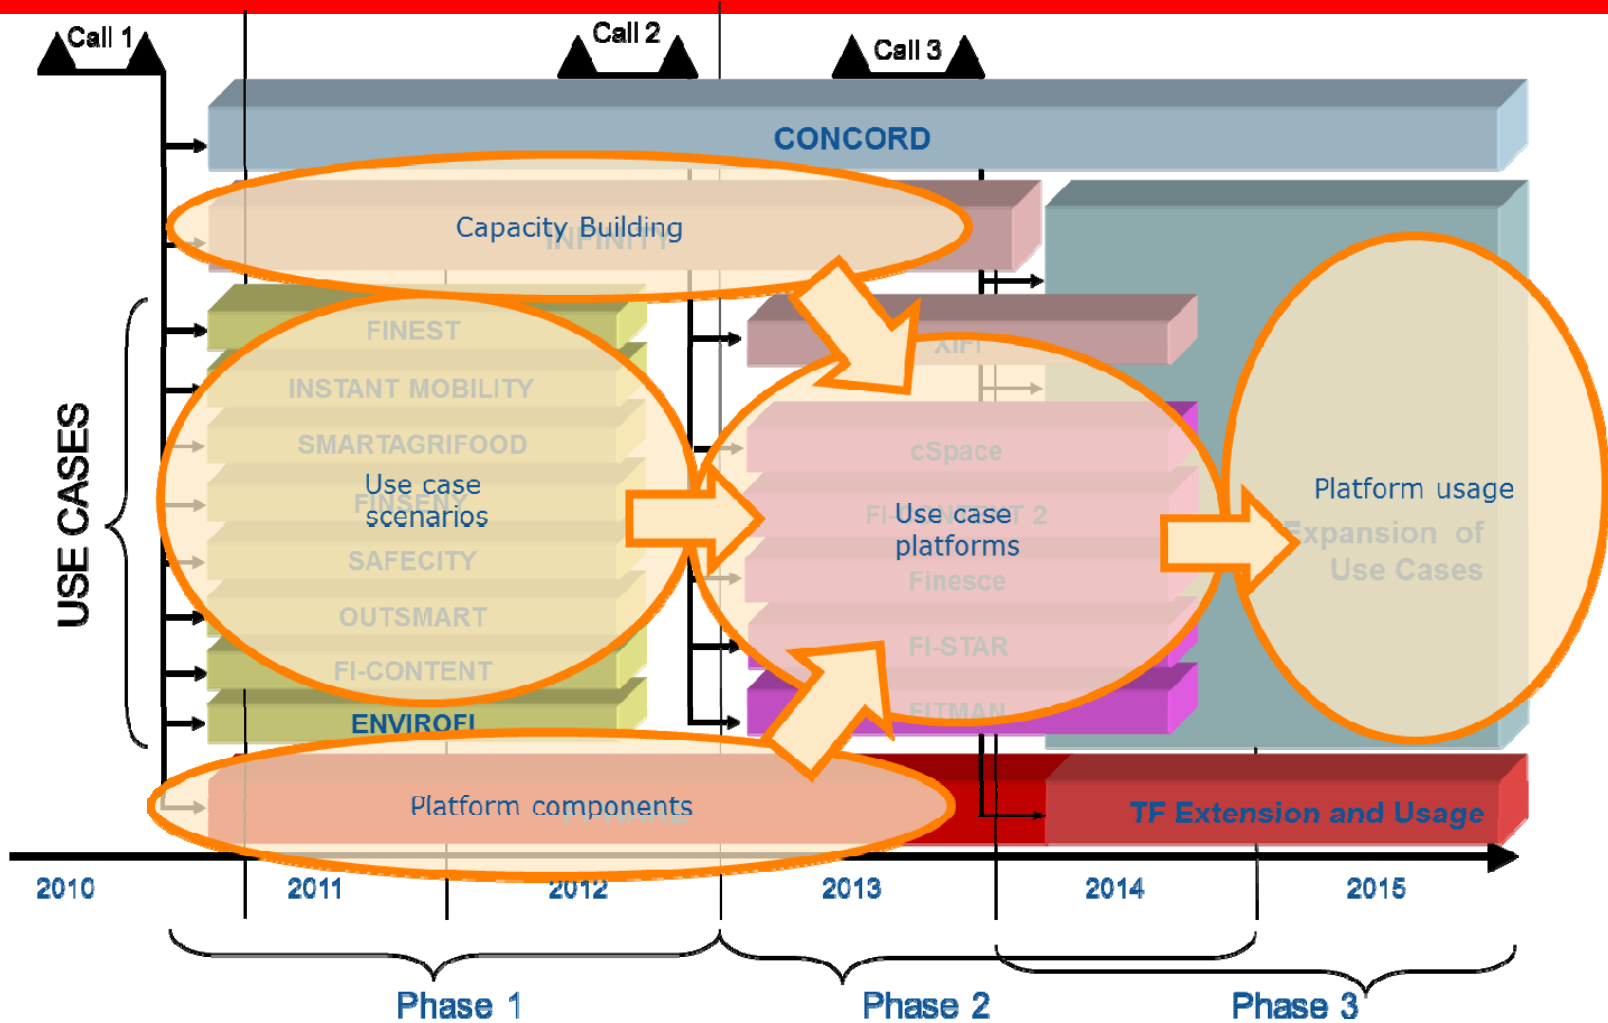 Call 1
Call 2
Call 3
CONCORD
Capacity Building
INFINITY
USE CASES
FINEST
INSTANT MOBILITY
SMARTAGRIFOOD
Use case
scenarios
FINSENY
SAFECITY
OUTSMART
FI-CONTENT
ENVIROFI
XIFI
cSpace
FI-CONTENT 2
Use case
platforms
Finesce
FI-STAR
FITMAN
Platform usage
Expansion of
Use Cases
Platform components
TF Extension and Usage
2010
2011
2012
2013
2014
2015
Phase 1
Phase 2
Phase 3